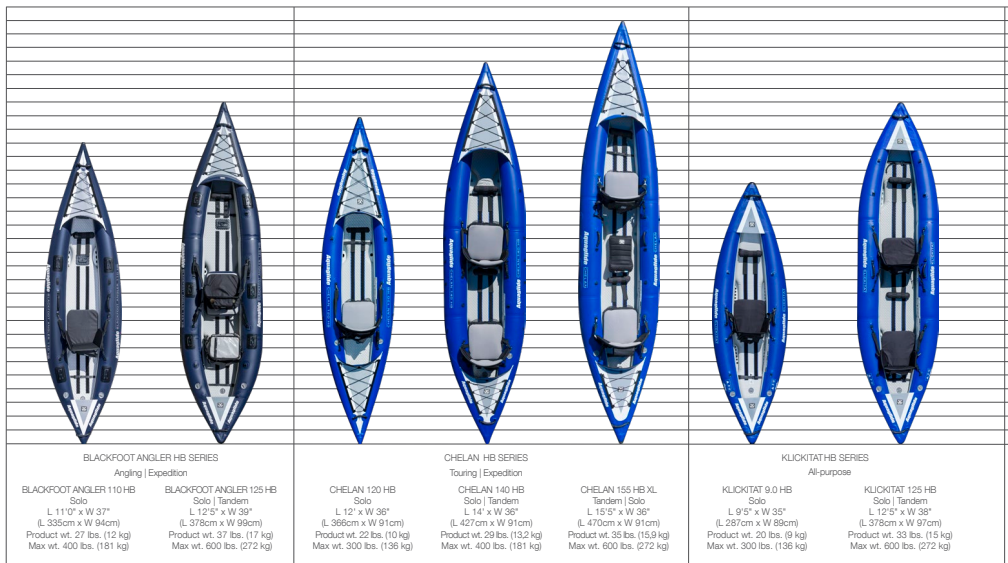 BLACKFOOT ANGLER HB SERIES
Angling | Expedition
BLACKFOOT ANGLER 110 HB
Solo
L 11'0" x W 37"
(L 335cm x W 94cm)
Product wt. 27 lbs. (12 kg)
Max wt. 400 lbs. (181 kg)
BLACKFOOT ANGLER 125 HB
Solo | Tandem
L 12'5" x W 39"
(L 378cm x W 99cm)
Product wt. 37 lbs. (17 kg)
Max wt. 600 lbs. (272 kg)
CHELAN HB SERIES
Touring | Expedition
CHELAN 120 HB
Solo
L 12' x W 36"
(L 366cm x W 91cm)
Product wt. 22 lbs. (10 kg)
Max wt. 300 lbs. (136 kg)
CHELAN 140 HB
Solo | Tandem
L 14' x W 36"
(L 427cm x W 91cm)
Product wt. 29 lbs. (13,2 kg)
Max wt. 400 lbs. (181 kg)
CHELAN 155 HB XL
Tandem | Solo
L 15'5" x W 36"
(L 470cm x W 91cm)
Product wt. 35 lbs. (15,9 kg)
Max wt. 600 lbs. (272 kg)
KLICKITAT HB SERIES
All-purpose
KLICKITAT 9.0 HB
Solo
L 9'5" x W 35"
(L 287cm x W 89cm)
Product wt. 20 lbs. (9 kg)
Max wt. 300 lbs. (136 kg)
KLICKITAT 125 HB
Solo | Tandem
L 12'5" x W 38"
(L 378cm x W 97cm)
Product wt. 33 lbs. (15 kg)
Max wt. 600 lbs. (272 kg)